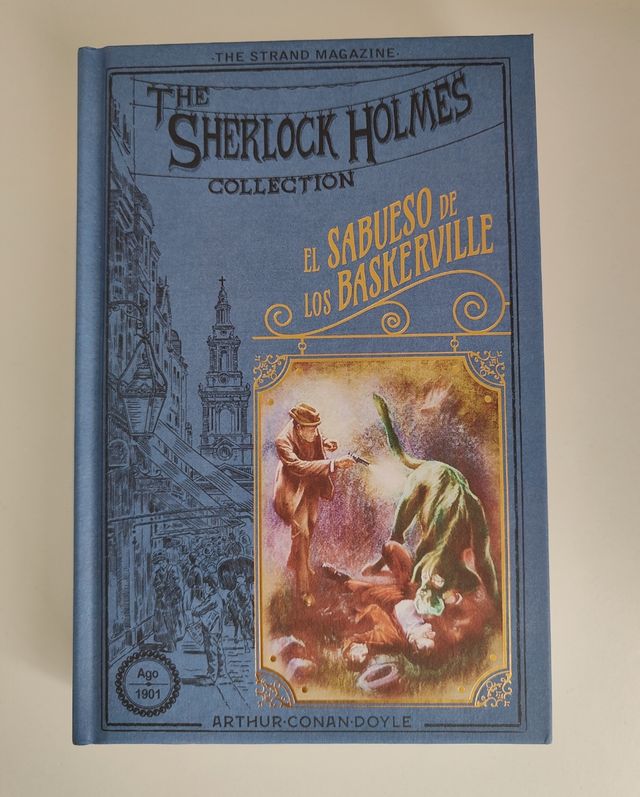 ·THE STRAND MAGAZINE·
THE
SHERLOCK HOLMES
COLLECTION
EL SABUESO DE
LOS BASKERVILLE
Ago
1901
ARTHUR·CONAN·DOYLE